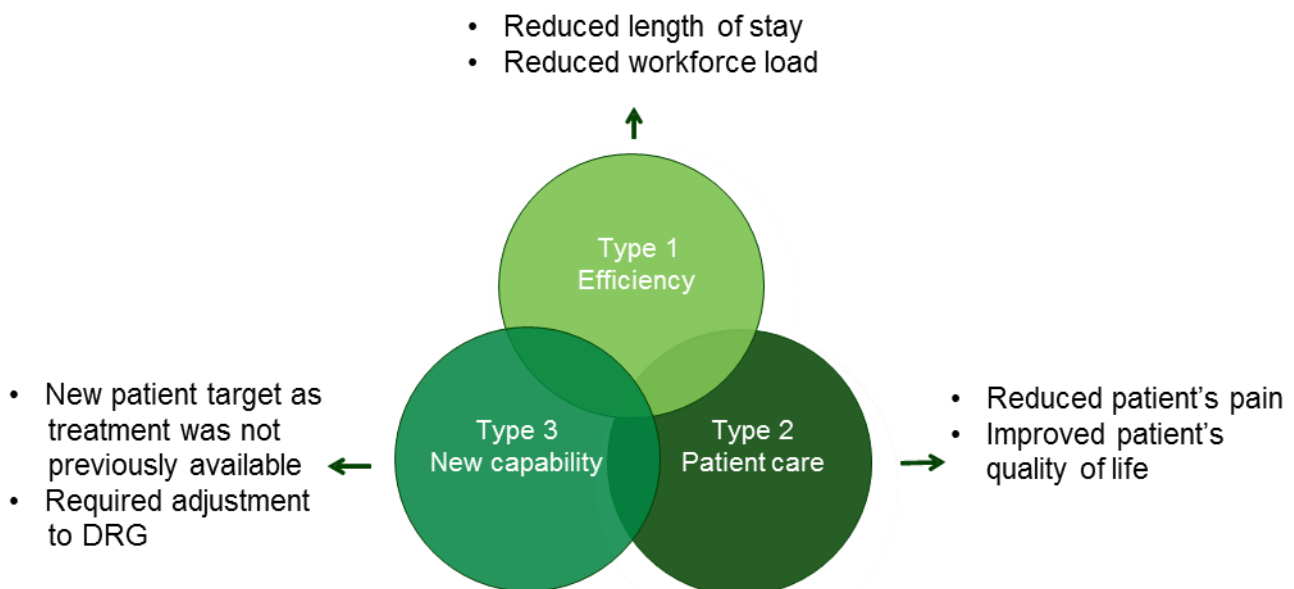 • Reduced length of stay
• Reduced workforce load
Type 1
Efficiency
• New patient target as
treatment was not
previously available
• Required adjustment
to DRG
Type 3
New capability
Type 2
Patient care
• Reduced patient’s pain
• Improved patient’s
quality of life